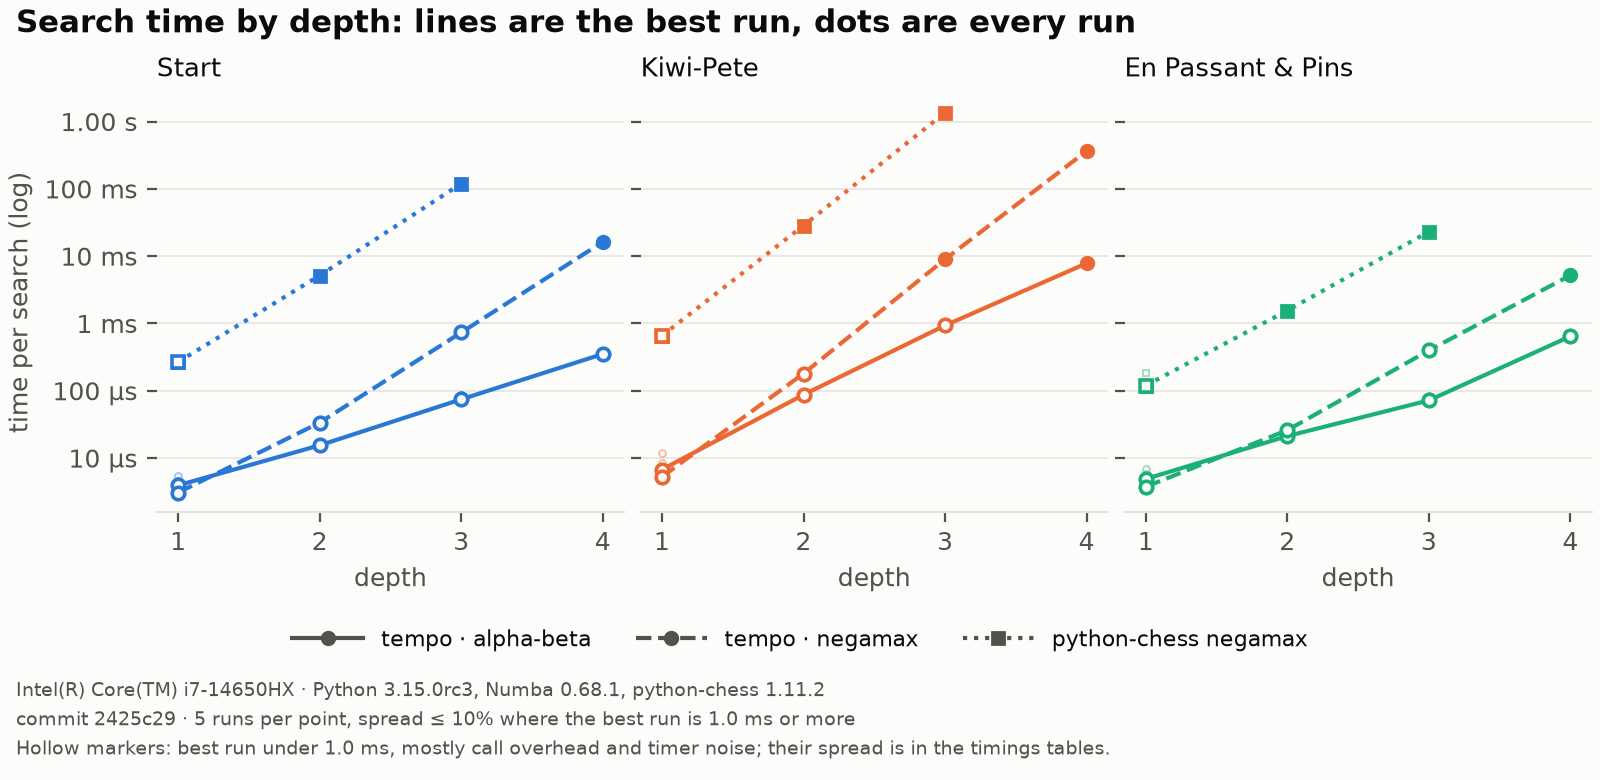 Search time by depth: lines are the best run, dots are every run
Start
Kiwi-Pete
En Passant & Pins
time per search (log)
1.00 s
100 ms
10 ms
1 ms
100 µs
10 µs
1 2 3 4
1 2 3 4
1 2 3 4
depth
depth
depth
tempo · alpha-beta
tempo · negamax
python-chess negamax
Intel(R) Core(TM) i7-14650HX · Python 3.15.0rc3, Numba 0.68.1, python-chess 1.11.2
commit 2425c29 · 5 runs per point, spread ≤ 10% where the best run is 1.0 ms or more
Hollow markers: best run under 1.0 ms, mostly call overhead and timer noise; their spread is in the timings tables.